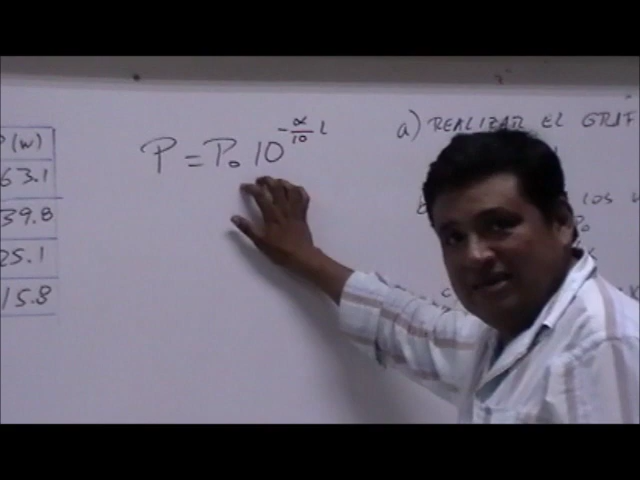 (W)
63.1
39.8
25.1
15.8
P = P₀ 10^(-α/10 L)
a) REALIZAR EL GRAF
LOS
P₀